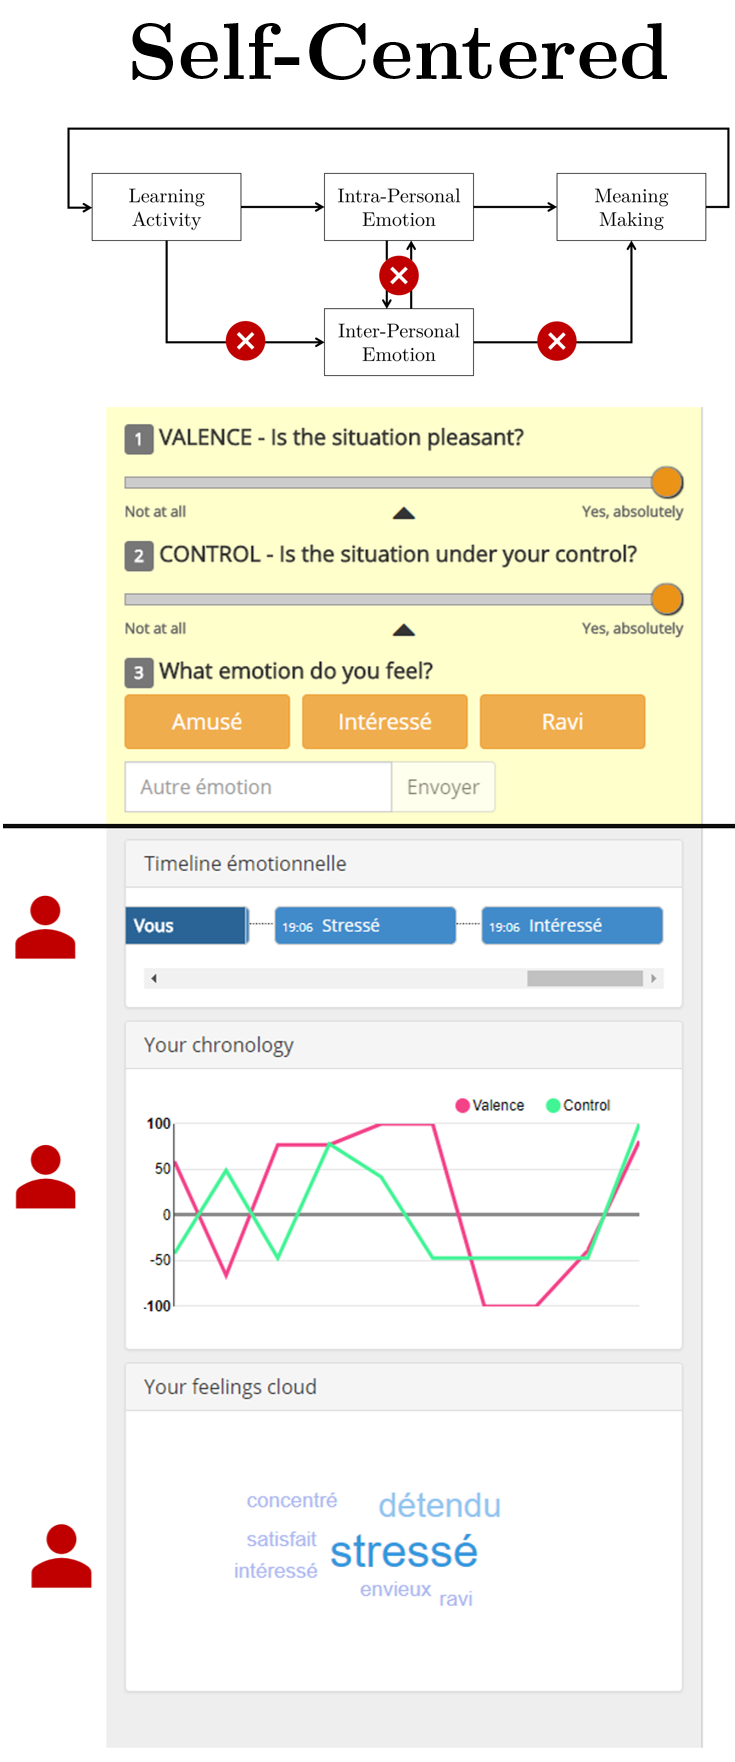 Self-Centered
Learning
Activity
Intra-Personal
Emotion
Meaning
Making
Inter-Personal
Emotion
1 VALENCE - Is the situation pleasant?
Not at all Yes, absolutely
2 CONTROL - Is the situation under your control?
Not at all Yes, absolutely
3 What emotion do you feel?
Amusé Intéressé Ravi
Autre émotion Envoyer
Timeline émotionnelle
Vous 19:06 Stressé 19:06 Intéressé
Your chronology
Valence Control
100
50
0
-50
-100
Your feelings cloud
concentré détendu
satisfait stressé
intéressé
envieux ravi